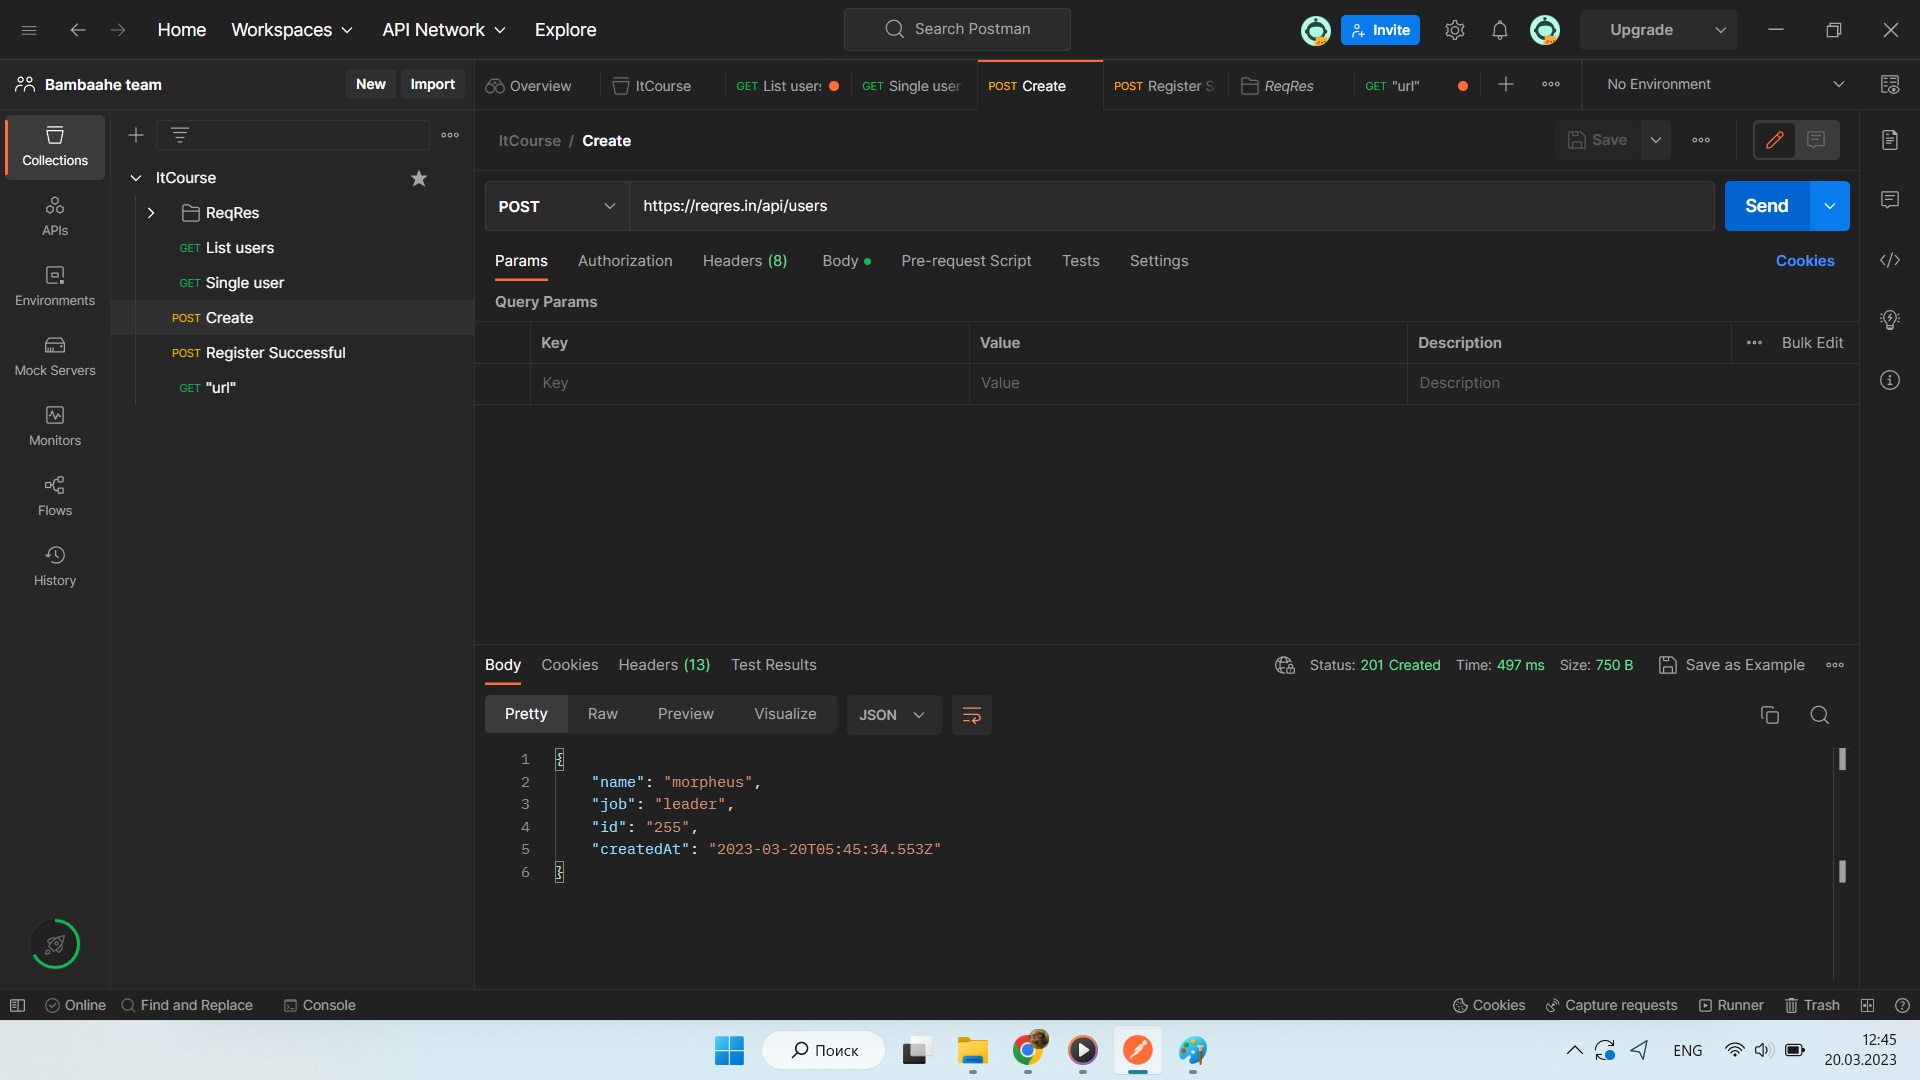 Home Workspaces API Network Explore Search Postman Invite Upgrade
Bambaahe team New Import
Overview ItCourse GET List users GET Single user POST Create POST Register S ReqRes GET "url" No Environment
Collections
APIs
Environments
Mock Servers
Monitors
Flows
History
ItCourse
ReqRes
GET List users
GET Single user
POST Create
POST Register Successful
GET "url"
ItCourse / Create Save
POST https://reqres.in/api/users Send
Params Authorization Headers (8) Body Pre-request Script Tests Settings Cookies
Query Params
Key Value Description Bulk Edit
Key Value Description
Body Cookies Headers (13) Test Results Status: 201 Created Time: 497 ms Size: 750 B Save as Example
Pretty Raw Preview Visualize JSON
1 {
2 "name": "morpheus",
3 "job": "leader",
4 "id": "255",
5 "createdAt": "2023-03-20T05:45:34.553Z"
6 }
Online Find and Replace Console Cookies Capture requests Runner Trash
Поиск ENG 12:45
20.03.2023